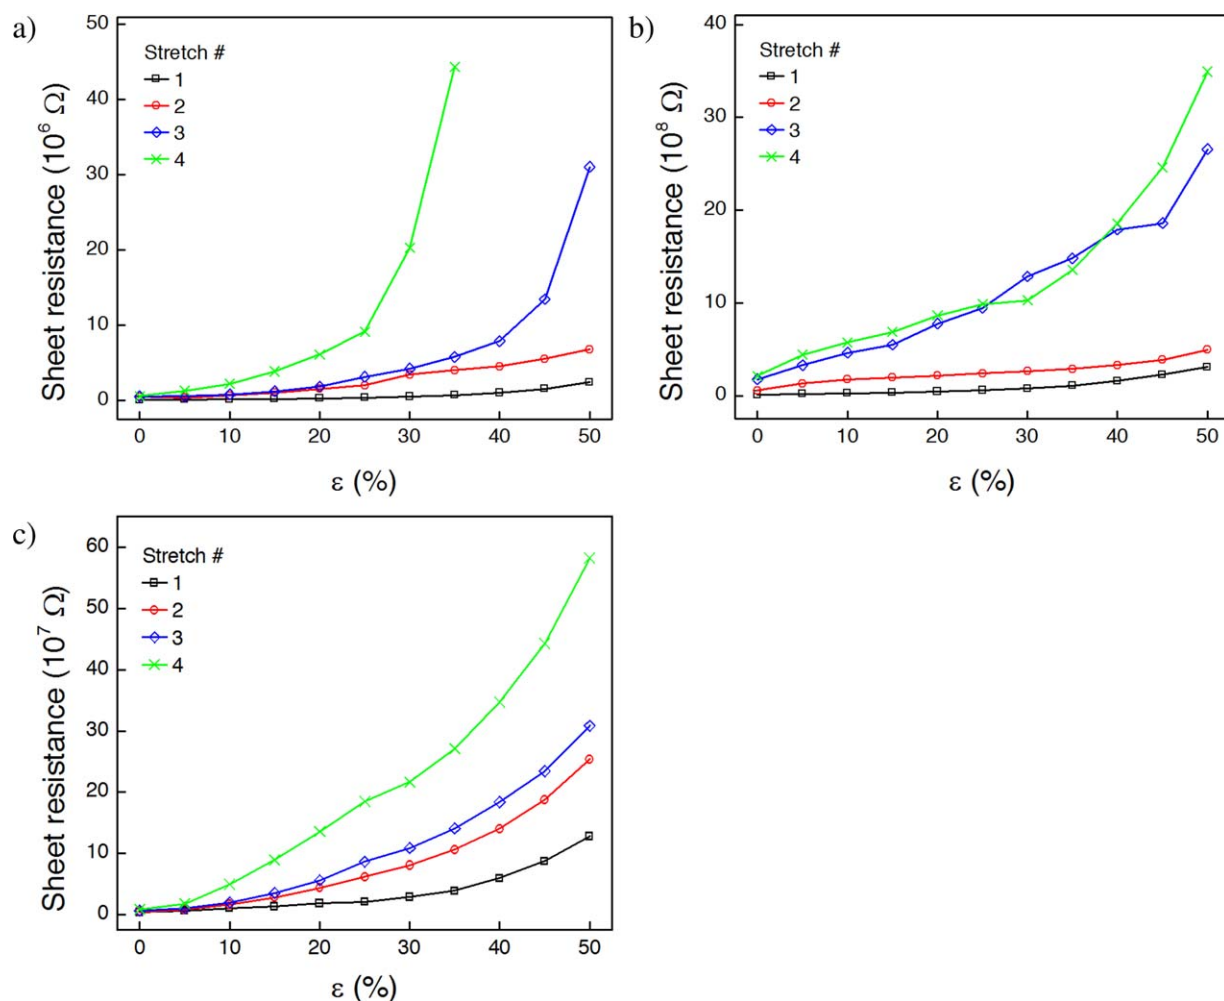 a)
Stretch #
1
2
3
4
Sheet resistance (10⁶ Ω)
50
40
30
20
10
0
0 10 20 30 40 50
ε (%)
b)
Stretch #
1
2
3
4
Sheet resistance (10⁸ Ω)
40
30
20
10
0
0 10 20 30 40 50
ε (%)
c)
Stretch #
1
2
3
4
Sheet resistance (10⁷ Ω)
60
50
40
30
20
10
0
0 10 20 30 40 50
ε (%)